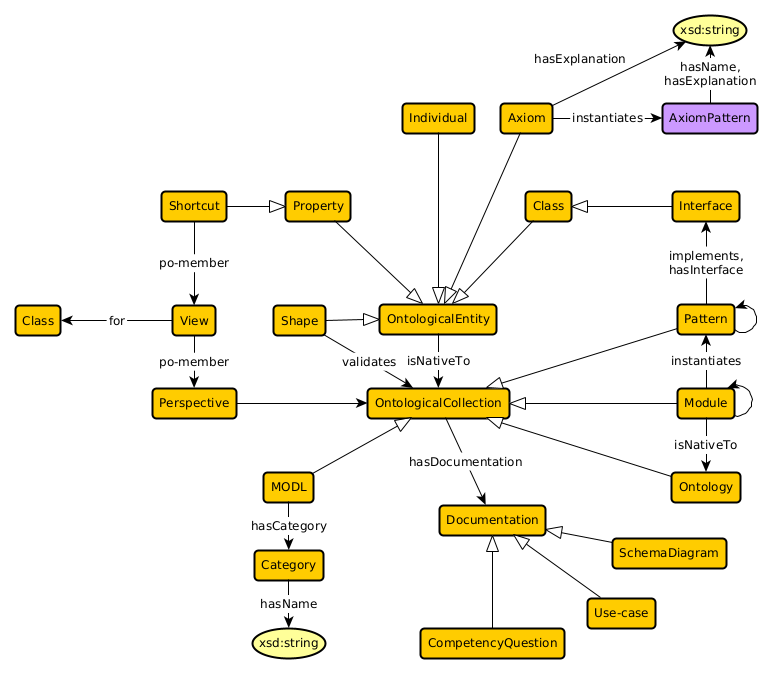 xsd:string
hasExplanation
hasName,
hasExplanation
Individual
Axiom
instantiates
AxiomPattern
Shortcut
Property
Class
Interface
po-member
implements,
hasInterface
Class
for
View
Shape
OntologicalEntity
Pattern
po-member
validates
isNativeTo
instantiates
Perspective
OntologicalCollection
Module
isNativeTo
hasDocumentation
MODL
Ontology
hasCategory
Documentation
SchemaDiagram
Category
hasName
Use-case
xsd:string
CompetencyQuestion